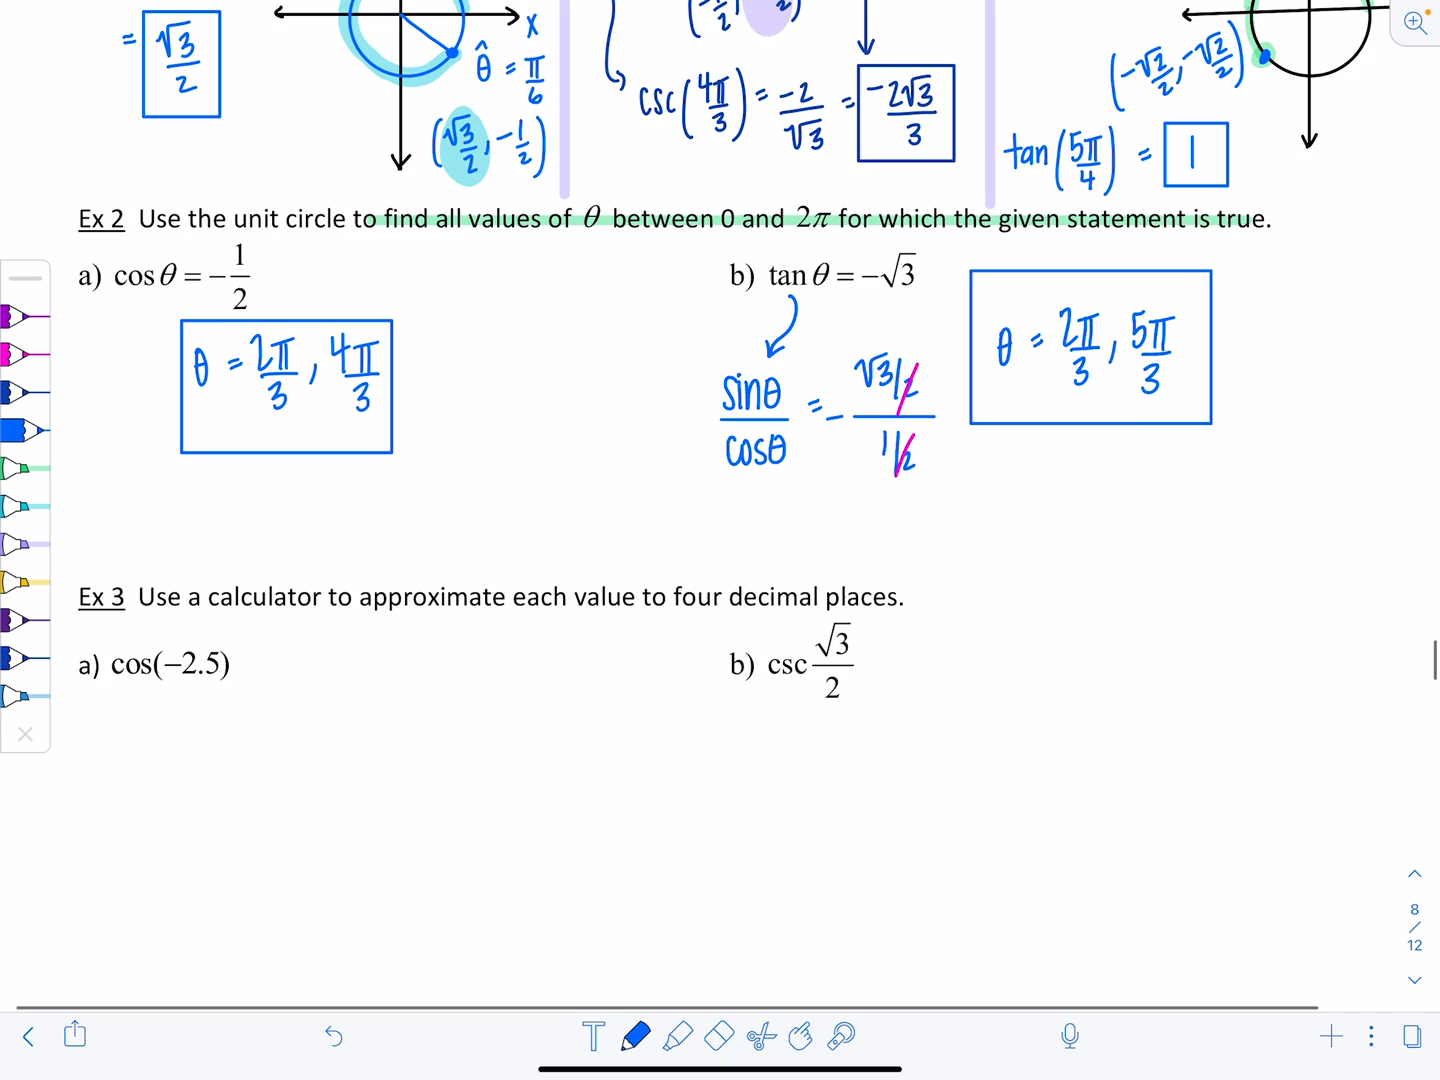 = √3/2
x
θ̂ = π/6
(√3/2, -1/2)
csc(4π/3) = -2/√3 = -2√3/3
(-√2/2, -√2/2)
tan(5π/4) = 1
Ex 2 Use the unit circle to find all values of θ between 0 and 2π for which the given statement is true.
a) cos θ = -1/2
θ = 2π/3, 4π/3
b) tan θ = -√3
sinθ/cosθ = - √3/2 / 1/2
θ = 2π/3, 5π/3
Ex 3 Use a calculator to approximate each value to four decimal places.
a) cos(-2.5)
b) csc √3/2
8
/
12
T